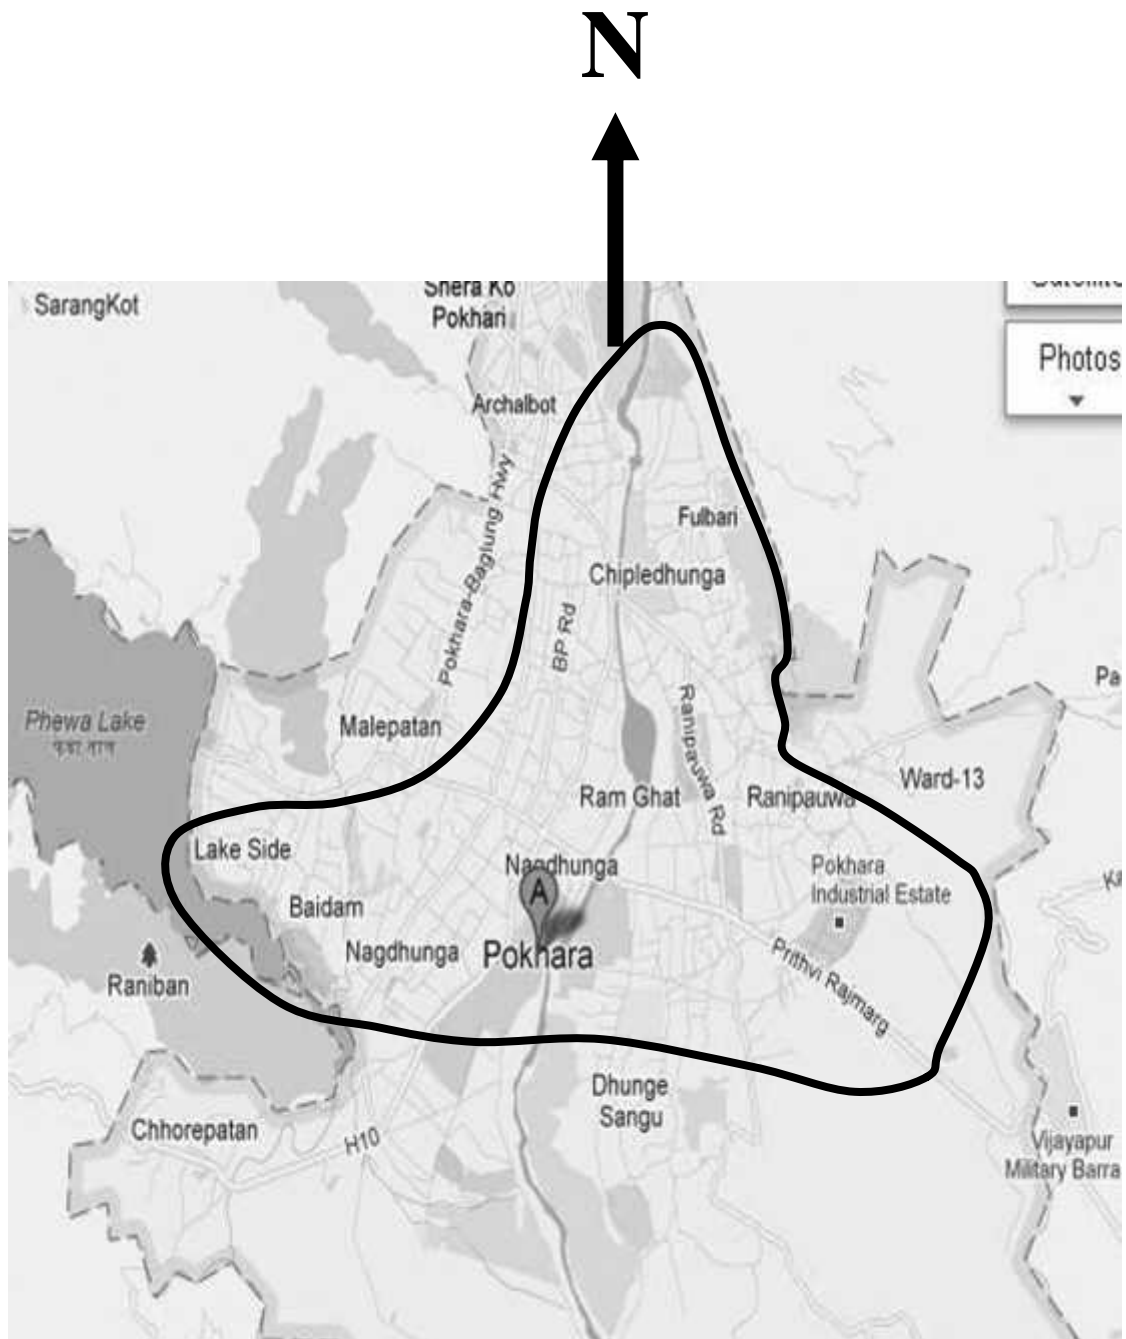 N
SarangKot
Shera Ko
Pokhari
Satellite
Photos
Archalbot
Pokhara-Baglung Hwy
Fulbari
Chipledhunga
BP Rd
Phewa Lake
Malepatan
Ranipauwa Rd
Pa
Ward-13
Ram Ghat
Ranipauwa
Lake Side
Nagdhunga
Pokhara
Industrial Estate
A
Baidam
Nagdhunga
Pokhara
Prithvi Rajmarg
Raniban
Dhunge
Sangu
Chhorepatan
H10
Vijayapur
Military Barra